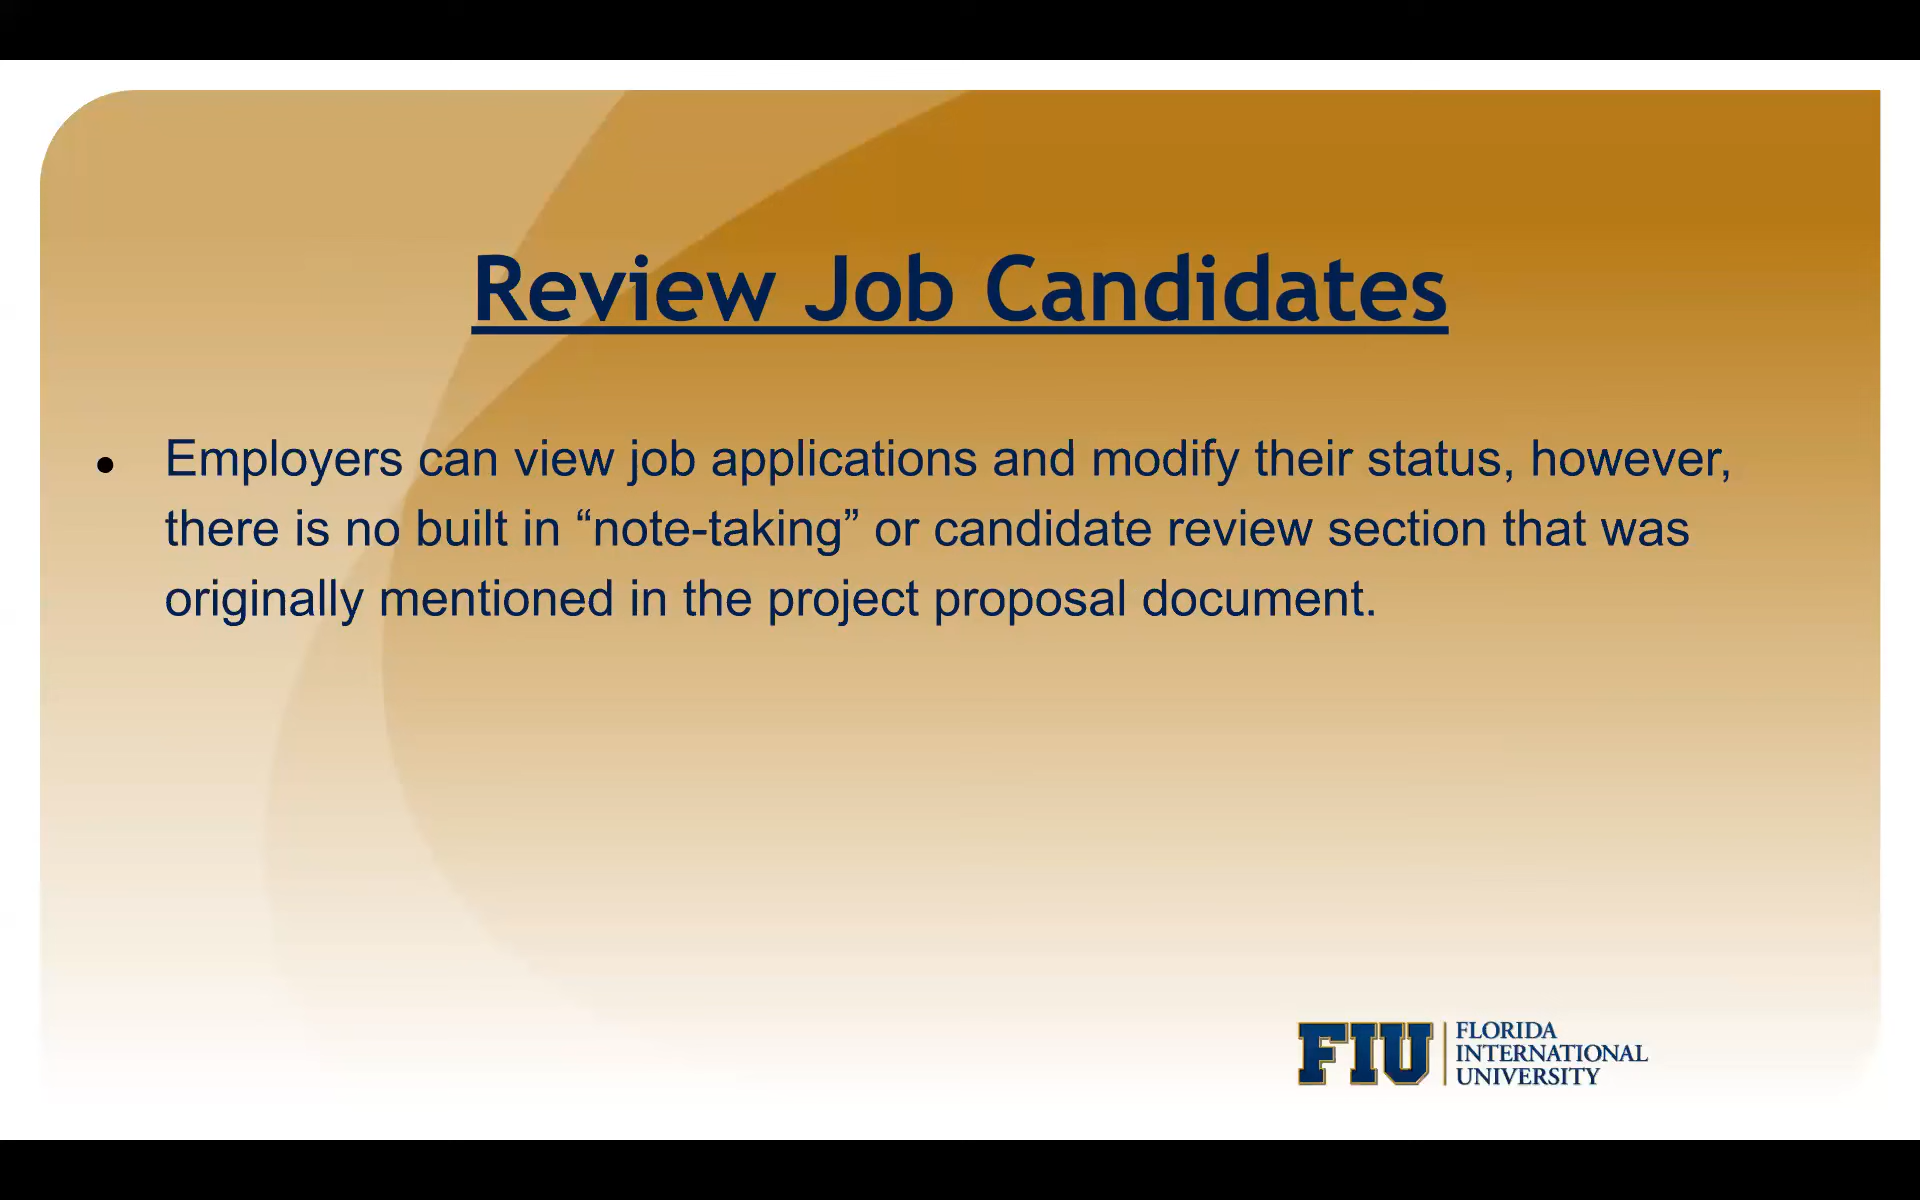 Review Job Candidates
● Employers can view job applications and modify their status, however,
there is no built in “note-taking” or candidate review section that was
originally mentioned in the project proposal document.
FIU
FLORIDA
INTERNATIONAL
UNIVERSITY